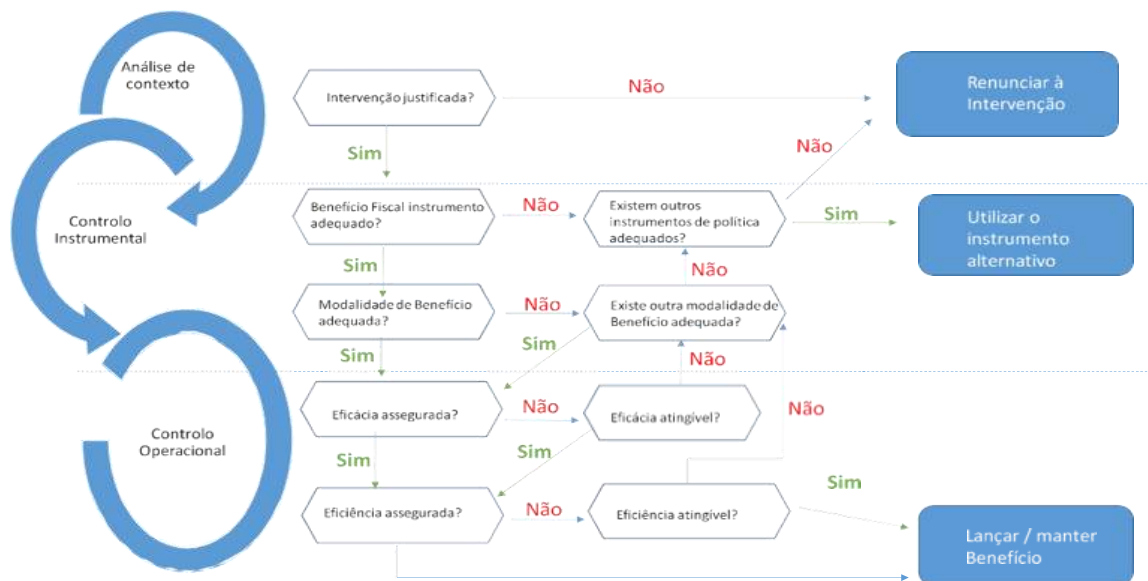 Análise de
contexto
Intervenção justificada?
Não
Renunciar à
Intervenção
Sim
Não
Controlo
Instrumental
Benefício Fiscal instrumento
adequado?
Não
Existem outros
instrumentos de política
adequados?
Sim
Utilizar o
instrumento
alternativo
Sim
Não
Modalidade de Benefício
adequada?
Não
Existe outra modalidade de
Benefício adequada?
Sim
Sim
Não
Controlo
Operacional
Eficácia assegurada?
Não
Eficácia atingível?
Não
Sim
Sim
Eficiência assegurada?
Não
Eficiência atingível?
Sim
Lançar / manter
Benefício